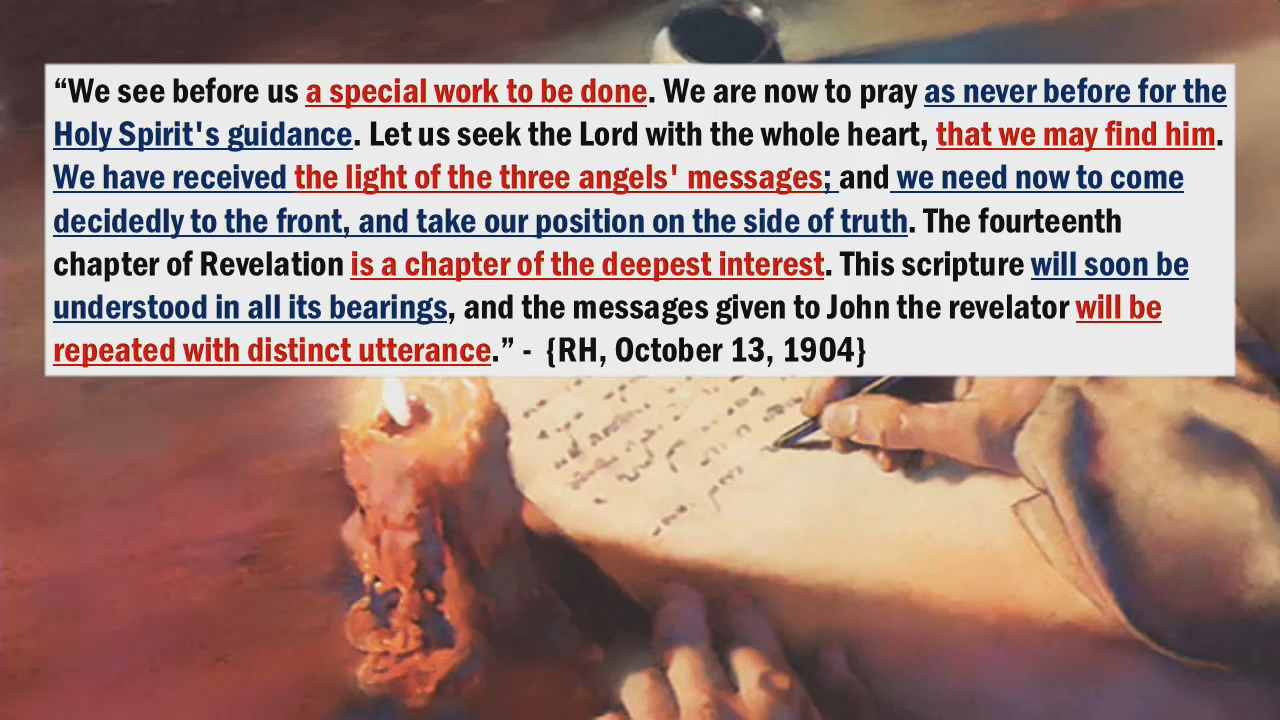 “We see before us a special work to be done. We are now to pray as never before for the
Holy Spirit's guidance. Let us seek the Lord with the whole heart, that we may find him.
We have received the light of the three angels' messages; and we need now to come
decidedly to the front, and take our position on the side of truth. The fourteenth
chapter of Revelation is a chapter of the deepest interest. This scripture will soon be
understood in all its bearings, and the messages given to John the revelator will be
repeated with distinct utterance.” - {RH, October 13, 1904}